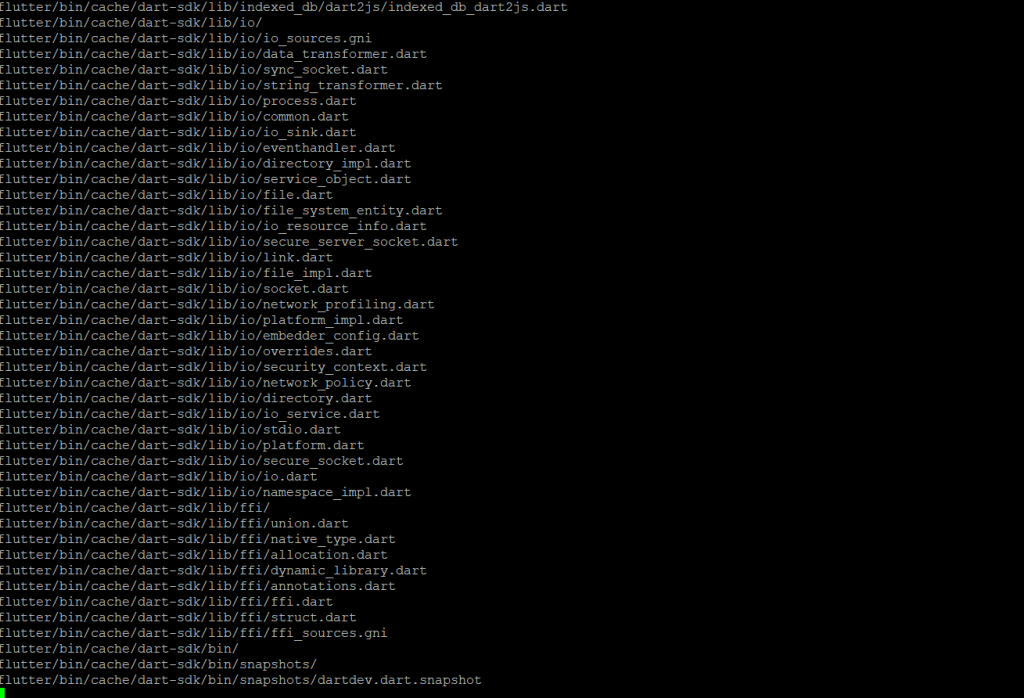 flutter/bin/cache/dart-sdk/lib/indexed_db/dart2js/indexed_db_dart2js.dart
flutter/bin/cache/dart-sdk/lib/io/
flutter/bin/cache/dart-sdk/lib/io/io_sources.gni
flutter/bin/cache/dart-sdk/lib/io/data_transformer.dart
flutter/bin/cache/dart-sdk/lib/io/sync_socket.dart
flutter/bin/cache/dart-sdk/lib/io/string_transformer.dart
flutter/bin/cache/dart-sdk/lib/io/process.dart
flutter/bin/cache/dart-sdk/lib/io/common.dart
flutter/bin/cache/dart-sdk/lib/io/io_sink.dart
flutter/bin/cache/dart-sdk/lib/io/eventhandler.dart
flutter/bin/cache/dart-sdk/lib/io/directory_impl.dart
flutter/bin/cache/dart-sdk/lib/io/service_object.dart
flutter/bin/cache/dart-sdk/lib/io/file.dart
flutter/bin/cache/dart-sdk/lib/io/file_system_entity.dart
flutter/bin/cache/dart-sdk/lib/io/io_resource_info.dart
flutter/bin/cache/dart-sdk/lib/io/secure_server_socket.dart
flutter/bin/cache/dart-sdk/lib/io/link.dart
flutter/bin/cache/dart-sdk/lib/io/file_impl.dart
flutter/bin/cache/dart-sdk/lib/io/socket.dart
flutter/bin/cache/dart-sdk/lib/io/network_profiling.dart
flutter/bin/cache/dart-sdk/lib/io/platform_impl.dart
flutter/bin/cache/dart-sdk/lib/io/embedder_config.dart
flutter/bin/cache/dart-sdk/lib/io/overrides.dart
flutter/bin/cache/dart-sdk/lib/io/security_context.dart
flutter/bin/cache/dart-sdk/lib/io/network_policy.dart
flutter/bin/cache/dart-sdk/lib/io/directory.dart
flutter/bin/cache/dart-sdk/lib/io/io_service.dart
flutter/bin/cache/dart-sdk/lib/io/stdio.dart
flutter/bin/cache/dart-sdk/lib/io/platform.dart
flutter/bin/cache/dart-sdk/lib/io/secure_socket.dart
flutter/bin/cache/dart-sdk/lib/io/io.dart
flutter/bin/cache/dart-sdk/lib/io/namespace_impl.dart
flutter/bin/cache/dart-sdk/lib/ffi/
flutter/bin/cache/dart-sdk/lib/ffi/union.dart
flutter/bin/cache/dart-sdk/lib/ffi/native_type.dart
flutter/bin/cache/dart-sdk/lib/ffi/allocation.dart
flutter/bin/cache/dart-sdk/lib/ffi/dynamic_library.dart
flutter/bin/cache/dart-sdk/lib/ffi/annotations.dart
flutter/bin/cache/dart-sdk/lib/ffi/ffi.dart
flutter/bin/cache/dart-sdk/lib/ffi/struct.dart
flutter/bin/cache/dart-sdk/lib/ffi/ffi_sources.gni
flutter/bin/cache/dart-sdk/bin/
flutter/bin/cache/dart-sdk/bin/snapshots/
flutter/bin/cache/dart-sdk/bin/snapshots/dartdev.dart.snapshot